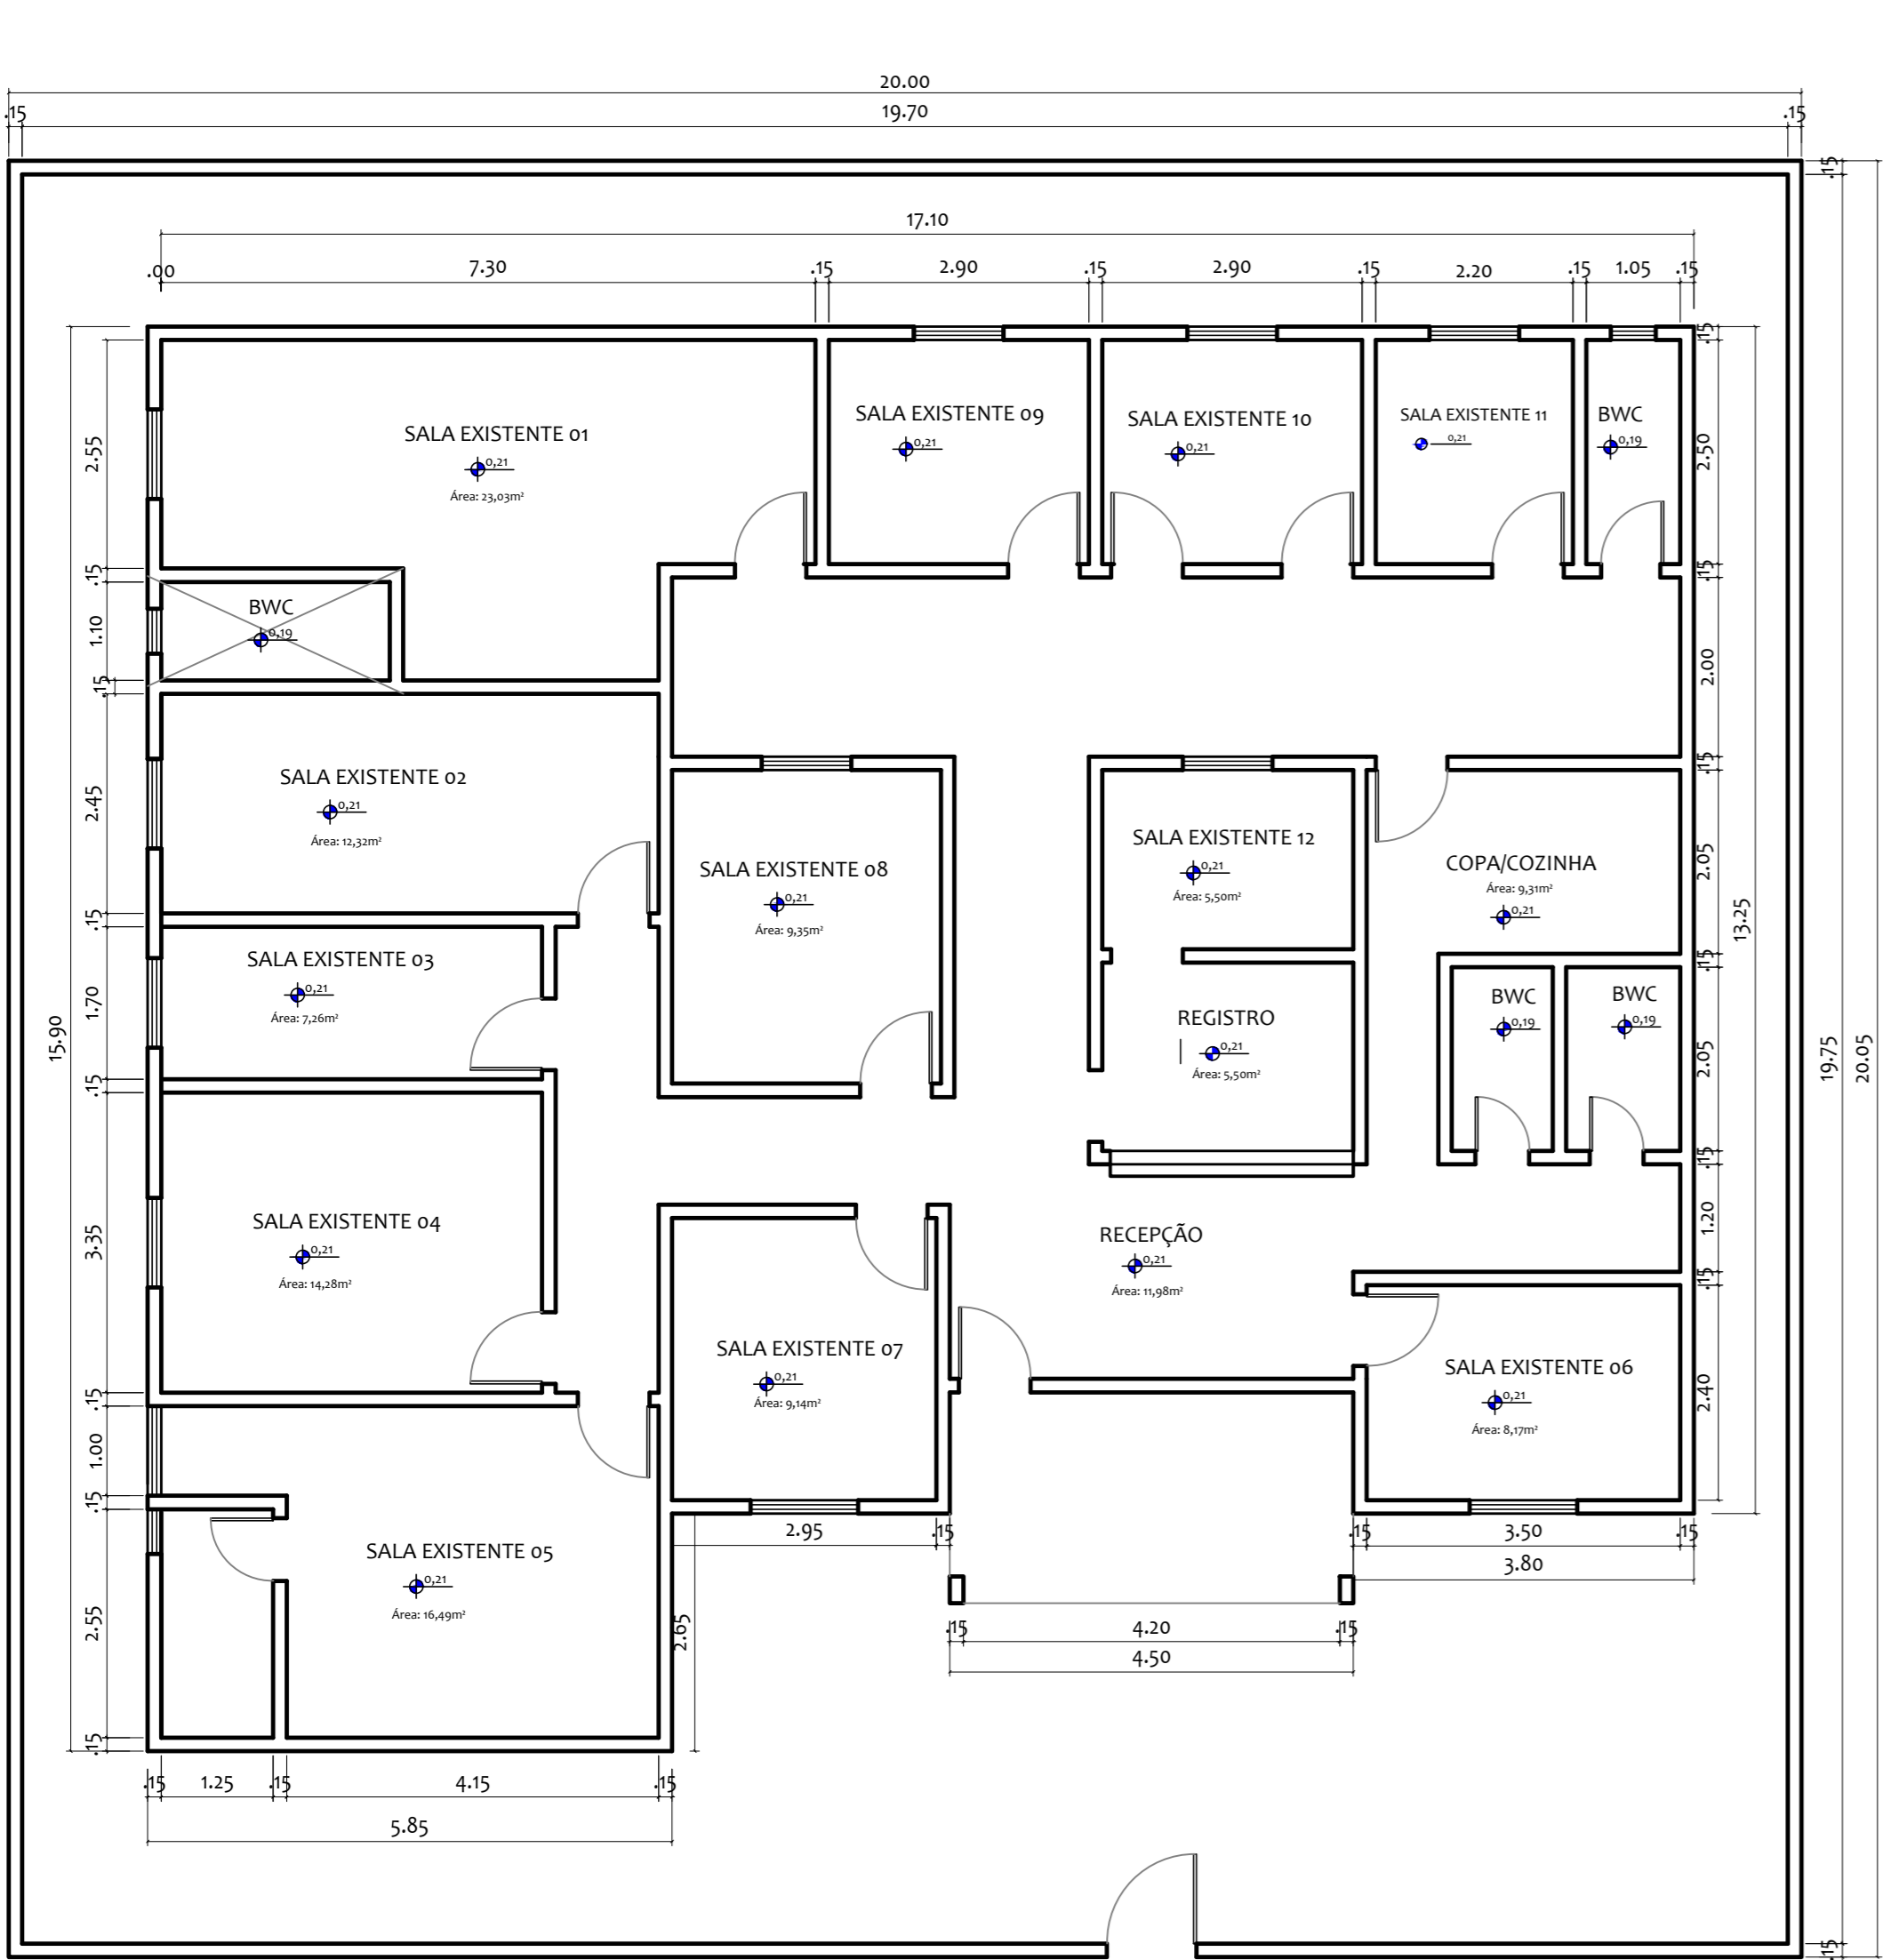 20.00
.15
19.70
.15
.15
17.10
.00
7.30
.15
2.90
.15
2.90
.15
2.20
.15
1.05
.15
.15
2.55
SALA EXISTENTE 01
0,21
Área: 23,03m²
SALA EXISTENTE 09
0,21
SALA EXISTENTE 10
0,21
SALA EXISTENTE 11
0,21
BWC
0,19
2.50
.15
.15
BWC
0,19
1.10
.15
2.00
.15
SALA EXISTENTE 02
0,21
Área: 12,32m²
2.45
.15
SALA EXISTENTE 08
0,21
Área: 9,35m²
SALA EXISTENTE 12
0,21
Área: 5,50m²
COPA/COZINHA
Área: 9,31m²
0,21
2.05
13.25
.15
SALA EXISTENTE 03
0,21
Área: 7,26m²
1.70
.15
15.90
REGISTRO
0,21
Área: 5,50m²
BWC
0,19
BWC
0,19
2.05
.15
19.75
20.05
SALA EXISTENTE 04
0,21
Área: 14,28m²
3.35
.15
RECEPÇÃO
0,21
Área: 11,98m²
1.20
.15
SALA EXISTENTE 07
0,21
Área: 9,14m²
SALA EXISTENTE 06
0,21
Área: 8,17m²
2.40
1.00
.15
2.95
.15
.15
3.50
.15
3.80
SALA EXISTENTE 05
0,21
Área: 16,49m²
2.55
.15
2.65
.15
4.20
.15
4.50
.15
1.25
.15
4.15
.15
5.85
.15